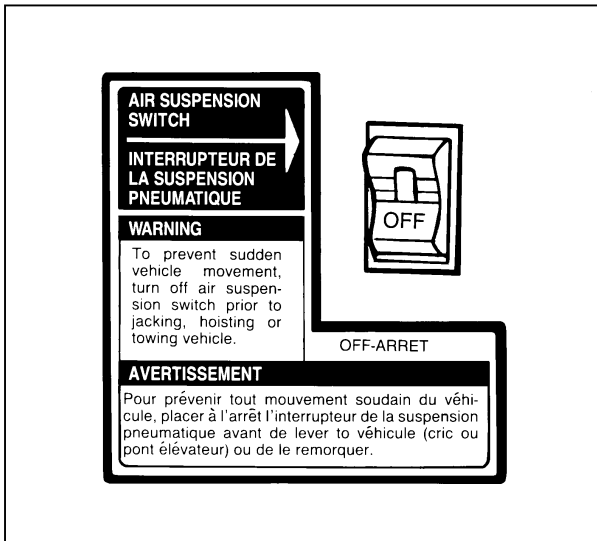 AIR SUSPENSION
SWITCH
INTERRUPTEUR DE
LA SUSPENSION
PNEUMATIQUE
OFF
WARNING
To prevent sudden
vehicle movement,
turn off air suspen-
sion switch prior to
jacking, hoisting or
towing vehicle.
OFF-ARRET
AVERTISSEMENT
Pour prévenir tout mouvement soudain du véhi-
cule, placer à l'arrêt l'interrupteur de la suspension
pneumatique avant de lever to véhicule (cric ou
pont élévateur) ou de le remorquer.